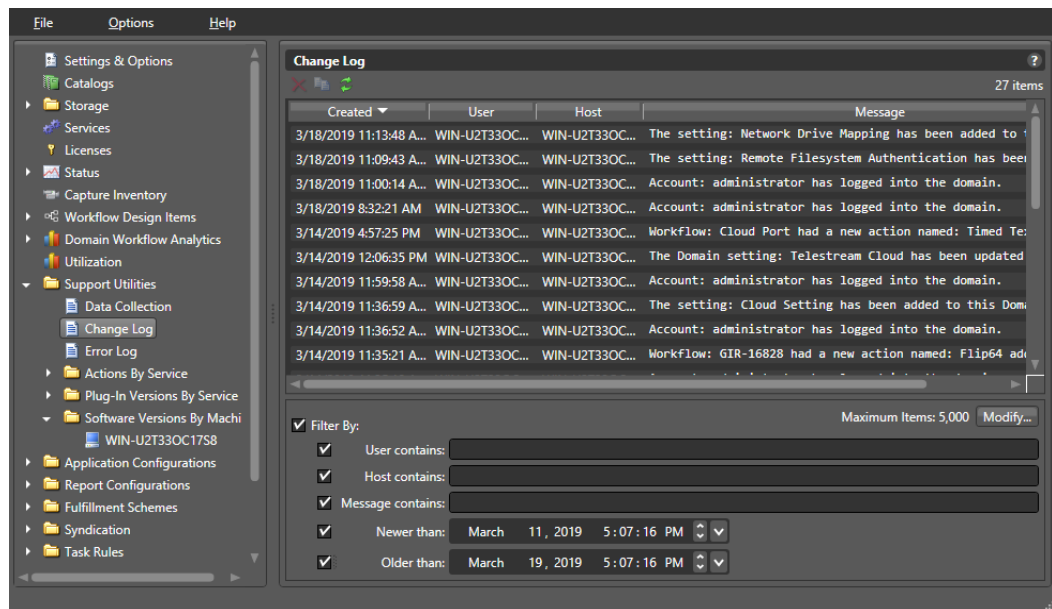 File Options Help
Settings & Options
Catalogs
Storage
Services
Licenses
Status
Capture Inventory
Workflow Design Items
Domain Workflow Analytics
Utilization
Support Utilities
Data Collection
Change Log
Error Log
Actions By Service
Plug-In Versions By Service
Software Versions By Machi
WIN-U2T33OC17S8
Application Configurations
Report Configurations
Fulfillment Schemes
Syndication
Task Rules
Change Log ?
27 items
Created User Host Message
3/18/2019 11:13:48 A... WIN-U2T33OC... WIN-U2T33OC... The setting: Network Drive Mapping has been added to
3/18/2019 11:09:43 A... WIN-U2T33OC... WIN-U2T33OC... The setting: Remote Filesystem Authentication has been
3/18/2019 11:00:14 A... WIN-U2T33OC... WIN-U2T33OC... Account: administrator has logged into the domain.
3/18/2019 8:32:21 AM WIN-U2T33OC... WIN-U2T33OC... Account: administrator has logged into the domain.
3/14/2019 4:57:25 PM WIN-U2T33OC... WIN-U2T33OC... Workflow: Cloud Port had a new action named: Timed Te
3/14/2019 12:06:35 PM WIN-U2T33OC... WIN-U2T33OC... The Domain setting: Telestream Cloud has been updated
3/14/2019 11:59:58 A... WIN-U2T33OC... WIN-U2T33OC... Account: administrator has logged into the domain.
3/14/2019 11:36:59 A... WIN-U2T33OC... WIN-U2T33OC... The setting: Cloud Setting has been added to this Doma
3/14/2019 11:36:52 A... WIN-U2T33OC... WIN-U2T33OC... Account: administrator has logged into the domain.
3/14/2019 11:35:21 A... WIN-U2T33OC... WIN-U2T33OC... Workflow: GIR-16828 had a new action named: Flip64 add
Maximum Items: 5,000 Modify...
Filter By:
User contains:
Host contains:
Message contains:
Newer than: March 11, 2019 5:07:16 PM
Older than: March 19, 2019 5:07:16 PM